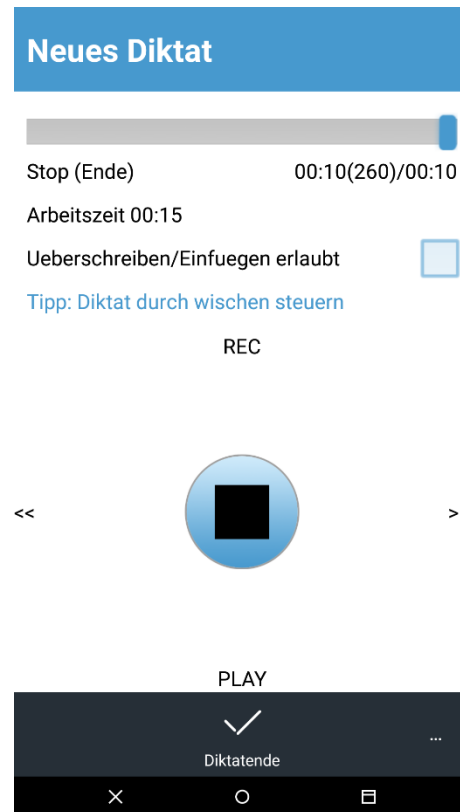 Neues Diktat
Stop (Ende) 00:10(260)/00:10
Arbeitszeit 00:15
Ueberschreiben/Einfuegen erlaubt
Tipp: Diktat durch wischen steuern
REC
<< >
PLAY
...
Diktatende